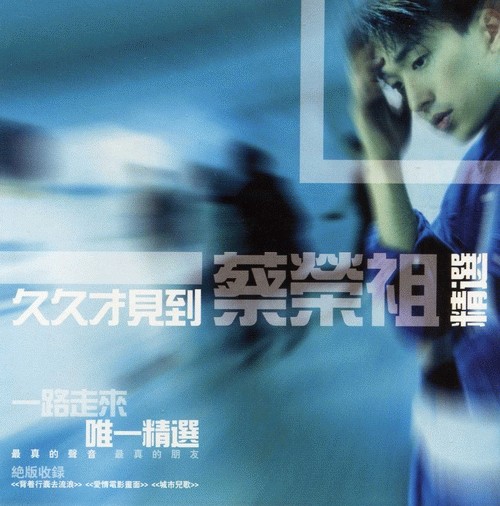 久久才見到 蔡榮祖 精選
一路走來
唯一精選
最真的聲音 最真的朋友
絕版收錄
<<背着行囊去流浪>> <<愛情電影畫面>> <<城市兒歌>>